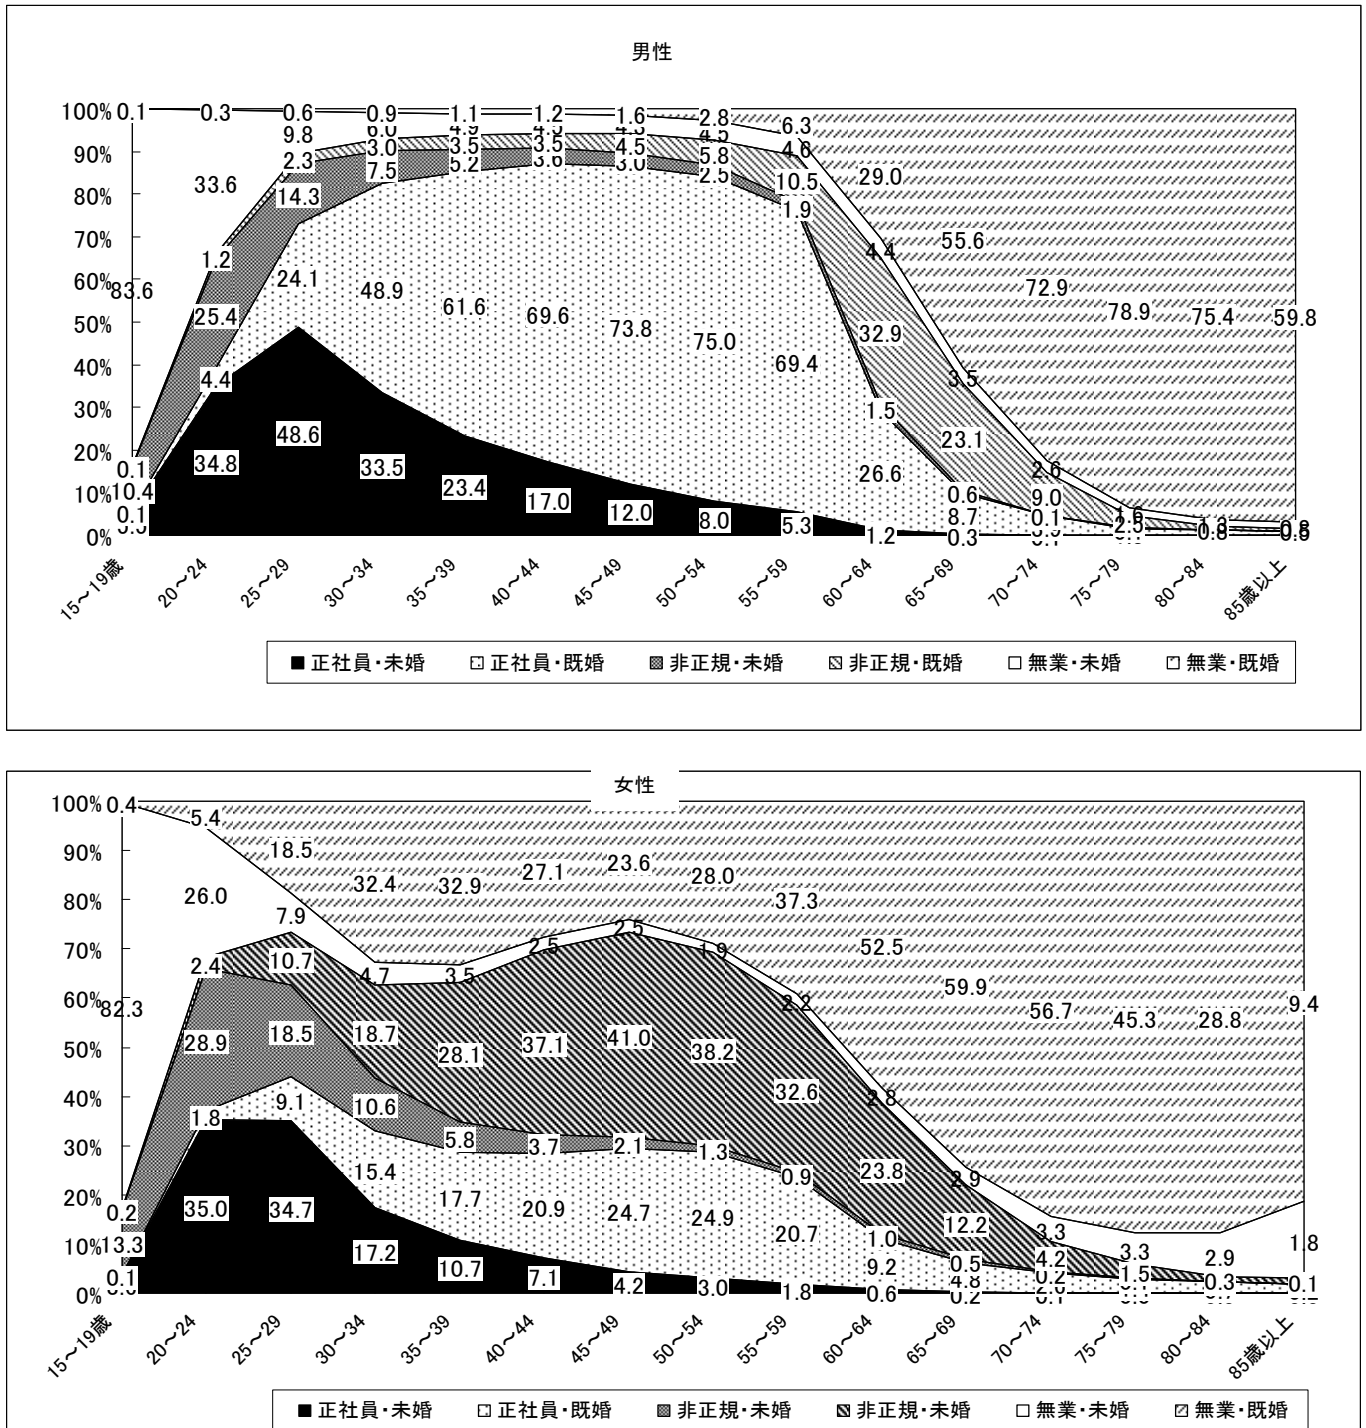 男性
100% 0.1 0.3 0.6 0.9 1.1 1.2 1.6 2.8 6.3
9.8 6.0 4.9 4.5 4.6
90% 2.3 3.0 3.5 3.5 4.5 5.8 10.5 29.0
80% 33.6 14.3 7.5 5.2 3.6 3.0 2.5 1.9
70% 4.4 55.6
60% 83.6 1.2 24.1 48.9 61.6 69.6 73.8 75.0 72.9 78.9 75.4 59.8
50% 25.4 32.9
40% 4.4 69.4 3.5
30% 48.6 1.5
20% 0.1 34.8 33.5 23.4 26.6 23.1 2.6
10% 10.4 17.0 12.0 8.0 0.6 9.0 1.6
0.1 5.3 8.7 0.1 2.5 1.3
0% 1.2 0.3 0.8
15～19歳 20～24 25～29 30～34 35～39 40～44 45～49 50～54 55～59 60～64 65～69 70～74 75～79 80～84 85歳以上
■ 正社員・未婚 □ 正社員・既婚 ■ 非正規・未婚 □ 非正規・既婚 □ 無業・未婚 □ 無業・既婚
女性
100% 0.4 5.4
90% 18.5 27.1 23.6 28.0
80% 26.0 7.9 32.4 32.9 37.3
70% 2.4 10.7 4.7 3.5 2.5 2.5 1.9 52.5
60% 82.3 2.2 59.9 56.7 45.3 28.8 9.4
50% 28.9 18.5 18.7 28.1 37.1 41.0 38.2 32.6
40% 1.8 9.1 10.6 2.8
30% 5.8 3.7 2.1 1.3 23.8
20% 0.2 35.0 34.7 15.4 17.7 20.9 24.7 24.9 0.9 2.9
10% 13.3 17.2 10.7 7.1 20.7 1.0 12.2 3.3 3.3 2.9 1.8
0.1 4.2 3.0 9.2 0.5 4.2 1.5 0.3 0.1
0% 1.8 0.6 4.8 0.2 0.2
15～19歳 20～24 25～29 30～34 35～39 40～44 45～49 50～54 55～59 60～64 65～69 70～74 75～79 80～84 85歳以上
■ 正社員・未婚 □ 正社員・既婚 ■ 非正規・未婚 ■ 非正規・既婚 □ 無業・未婚 □ 無業・既婚